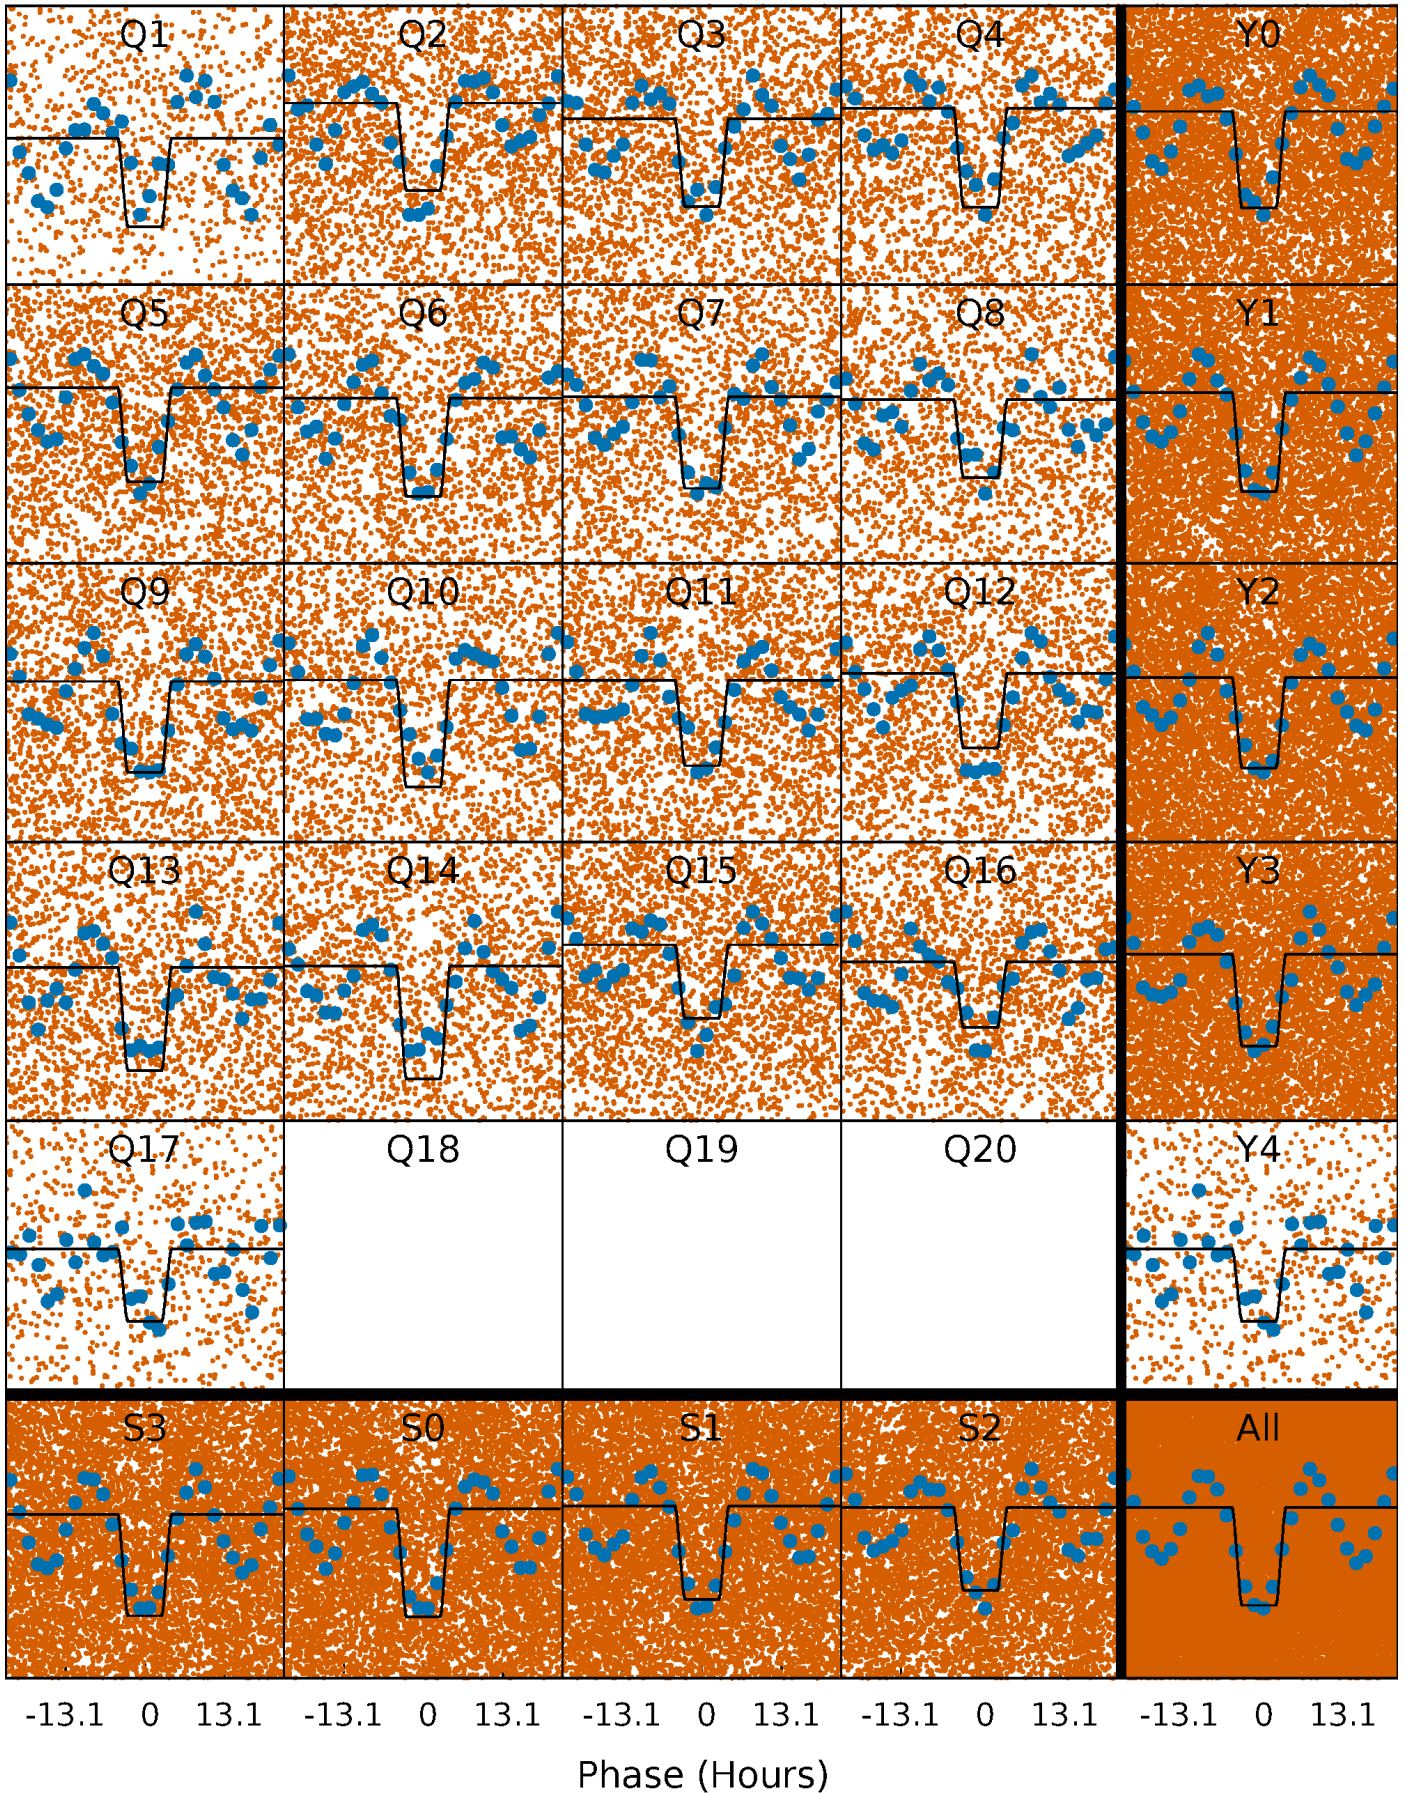 Q1 Q2 Q3 Q4 Y0
Q5 Q6 Q7 Q8 Y1
Q9 Q10 Q11 Q12 Y2
Q13 Q14 Q15 Q16 Y3
Q17 Q18 Q19 Q20 Y4
S3 S0 S1 S2 All
-13.1 0 13.1 -13.1 0 13.1 -13.1 0 13.1 -13.1 0 13.1 -13.1 0 13.1
Phase (Hours)